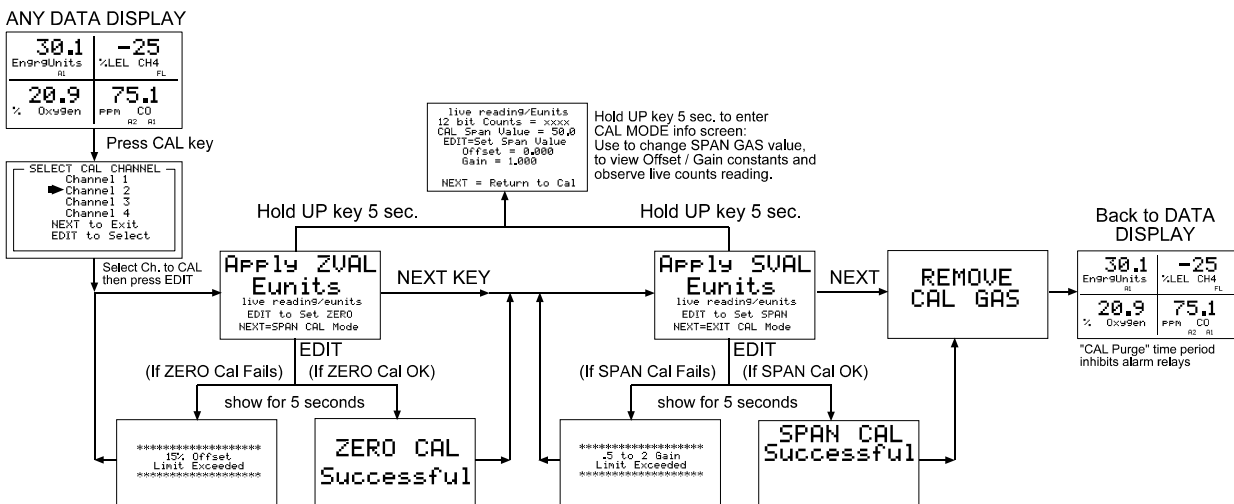 ANY DATA DISPLAY
30.1 -25
EngrgUnits %LEL CH4
A1 FL
20.9 75.1
% Oxygen PPM CO
A2 A1
Press CAL key
SELECT CAL CHANNEL
Channel 1
Channel 2
Channel 3
Channel 4
NEXT to Exit
EDIT to Select
Select Ch. to CAL
then press EDIT
live reading/Eunits
12 bit Counts = xxxx
CAL Span Value = 50.0
EDIT=Set Span Value
Offset = 0.000
Gain = 1.000
NEXT = Return to Cal
Hold UP key 5 sec. to enter
CAL MODE info screen:
Use to change SPAN GAS value,
to view Offset / Gain constants and
observe live counts reading.
Hold UP key 5 sec.
Hold UP key 5 sec.
Apply ZVAL
Eunits
live reading/eunits
EDIT to Set ZERO
NEXT=SPAN CAL Mode
NEXT KEY
Apply SVAL
Eunits
live reading/eunits
EDIT to Set SPAN
NEXT=EXIT CAL Mode
NEXT
REMOVE
CAL GAS
Back to DATA
DISPLAY
30.1 -25
EngrgUnits %LEL CH4
A1 FL
20.9 75.1
% Oxygen PPM CO
A2 A1
"CAL Purge" time period
inhibits alarm relays
EDIT
(If ZERO Cal Fails) (If ZERO Cal OK)
show for 5 seconds
*******************
15% Offset
Limit Exceeded
*******************
ZERO CAL
Successful
EDIT
(If SPAN Cal Fails) (If SPAN Cal OK)
show for 5 seconds
*******************
.5 to 2 Gain
Limit Exceeded
*******************
SPAN CAL
Successful